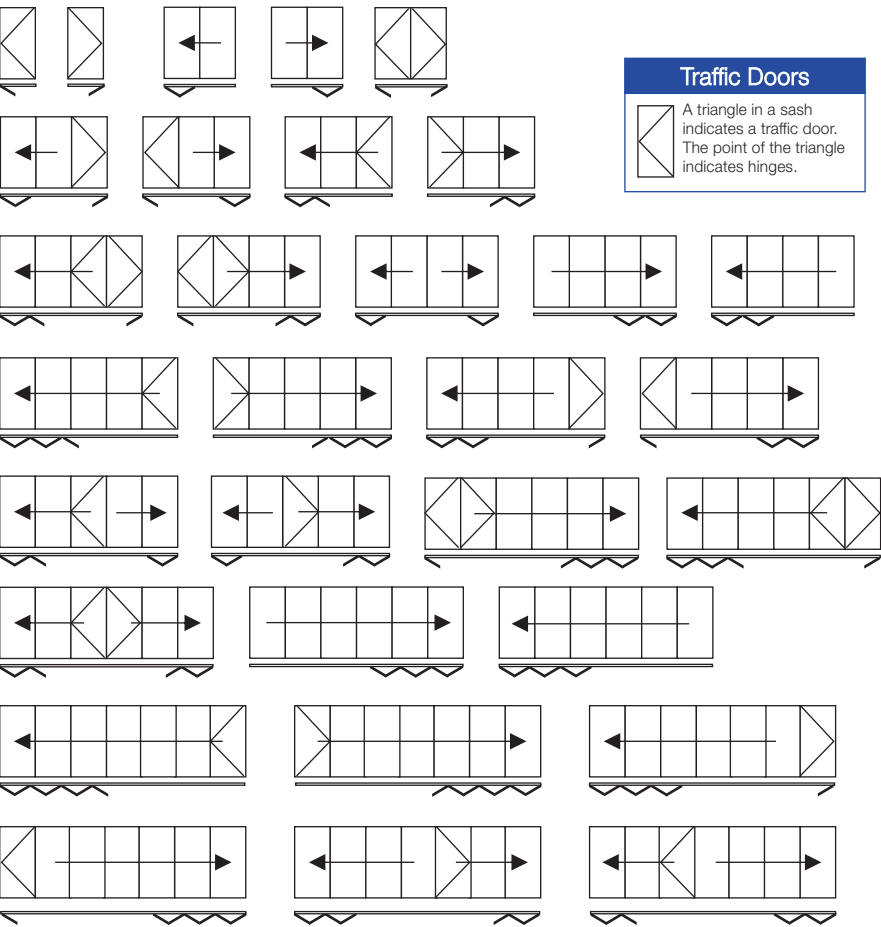 Traffic Doors
A triangle in a sash
indicates a traffic door.
The point of the triangle
indicates hinges.